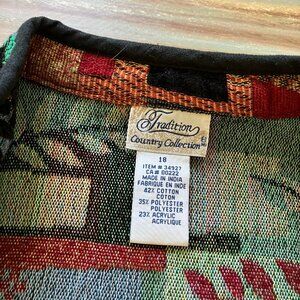 Tradition
Country Collection
18
ITEM # 34927
CA # 00222
MADE IN INDIA
FABRIQUE EN INDE
42% COTTON
COTON
35% POLYESTER
POLYESTER
23% ACRYLIC
ACRYLIQUE